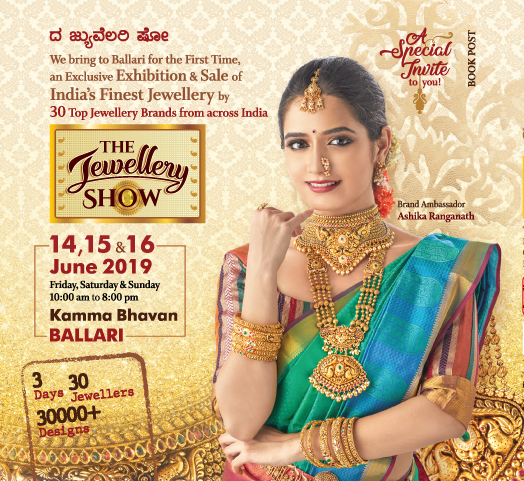 ದ ಜ್ಯುವೆಲರಿ ಷೋ
We bring to Ballari for the First Time,
an Exclusive Exhibition & Sale of
India's Finest Jewellery by
30 Top Jewellery Brands from across India
A
Special
Invite
to you!
BOOK POST
THE
Jewellery
SHOW
Brand Ambassador
Ashika Ranganath
14,15 & 16
June 2019
Friday, Saturday & Sunday
10:00 am to 8:00 pm
Kamma Bhavan
BALLARI
3 Days
30 Jewellers
30000+
Designs